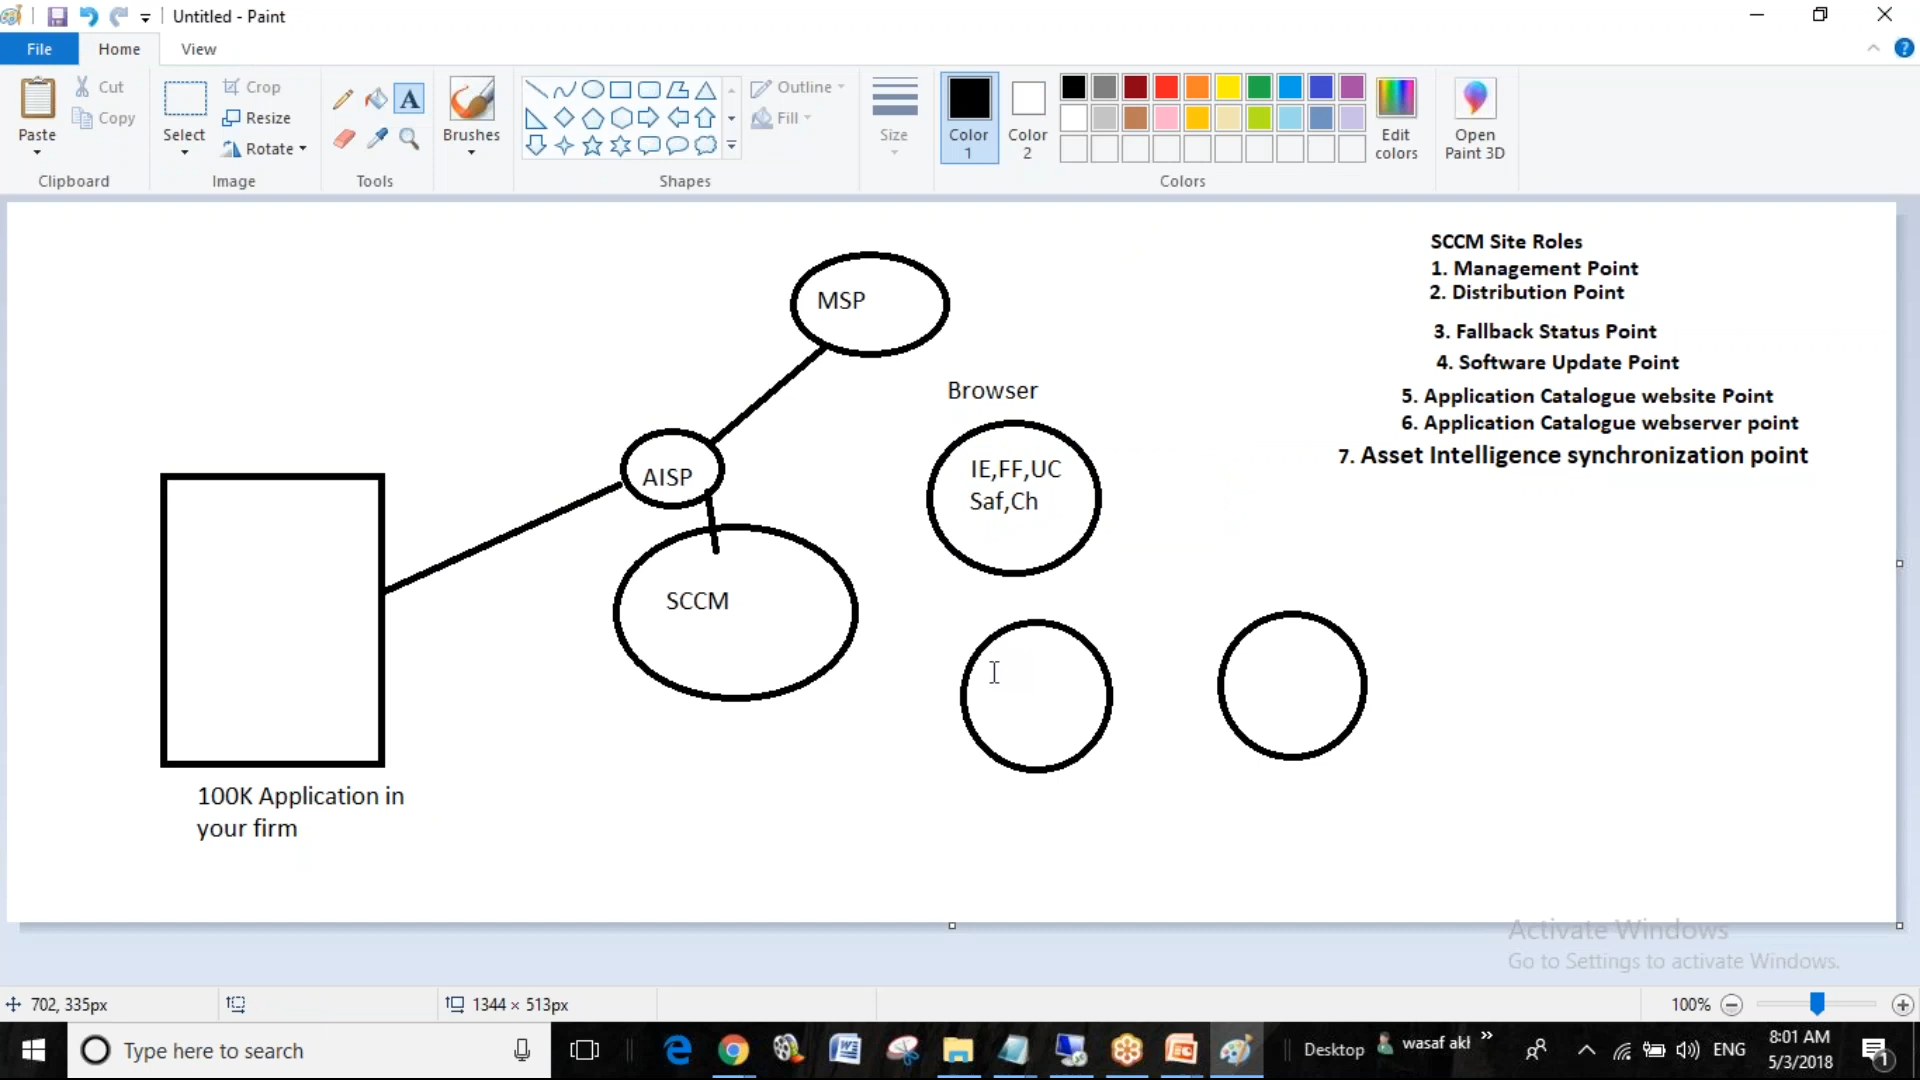 Untitled - Paint
File
Home
View
Paste
Cut
Copy
Clipboard
Select
Crop
Resize
Rotate
Image
A
Tools
Brushes
Shapes
Outline
Fill
Size
Color
1
Color
2
Edit
colors
Open
Paint 3D
Colors
SCCM Site Roles
1. Management Point
2. Distribution Point
3. Fallback Status Point
4. Software Update Point
5. Application Catalogue website Point
6. Application Catalogue webserver point
7. Asset Intelligence synchronization point
MSP
Browser
IE,FF,UC
Saf,Ch
AISP
SCCM
100K Application in
your firm
Activate Windows
Go to Settings to activate Windows.
702, 335px
1344 × 513px
100%
Type here to search
Desktop
wasaf akl
ENG
8:01 AM
5/3/2018
1